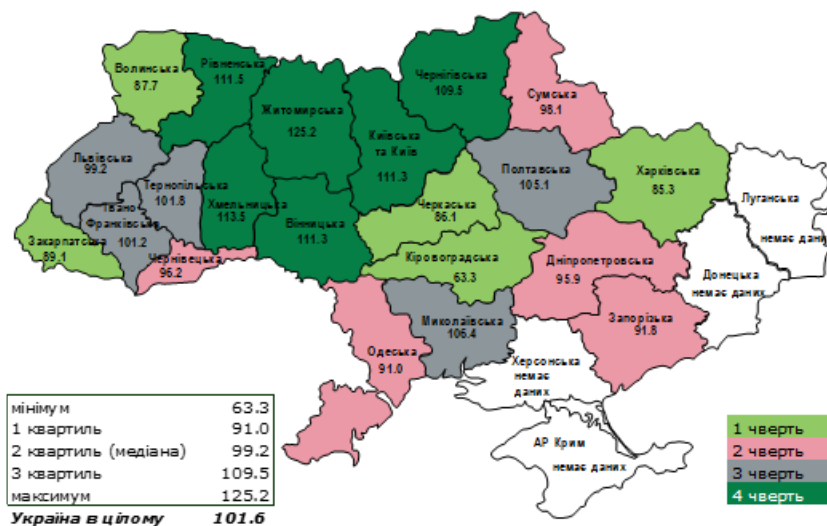 Волинська
87.7
Рівненська
111.5
Житомирська
125.2
Київська
та Київ
111.3
Чернігівська
109.5
Сумська
98.1
Львівська
99.2
Тернопільська
101.8
Хмельницька
113.5
Вінницька
111.3
Черкаська
86.1
Полтавська
105.1
Харківська
85.3
Луганська
немає даних
Івано
Франківська
101.2
Закарпатська
89.1
Чернівецька
96.2
Кіровоградська
63.3
Дніпропетровська
95.9
Донецька
немає даних
Запорізька
91.8
Миколаївська
106.4
Одеська
91.0
Херсонська
немає
даних
АР Крим
немає даних
мінімум 63.3
1 квартиль 91.0
2 квартиль (медіана) 99.2
3 квартиль 109.5
максимум 125.2
Україна в цілому 101.6
1 чверть
2 чверть
3 чверть
4 чверть